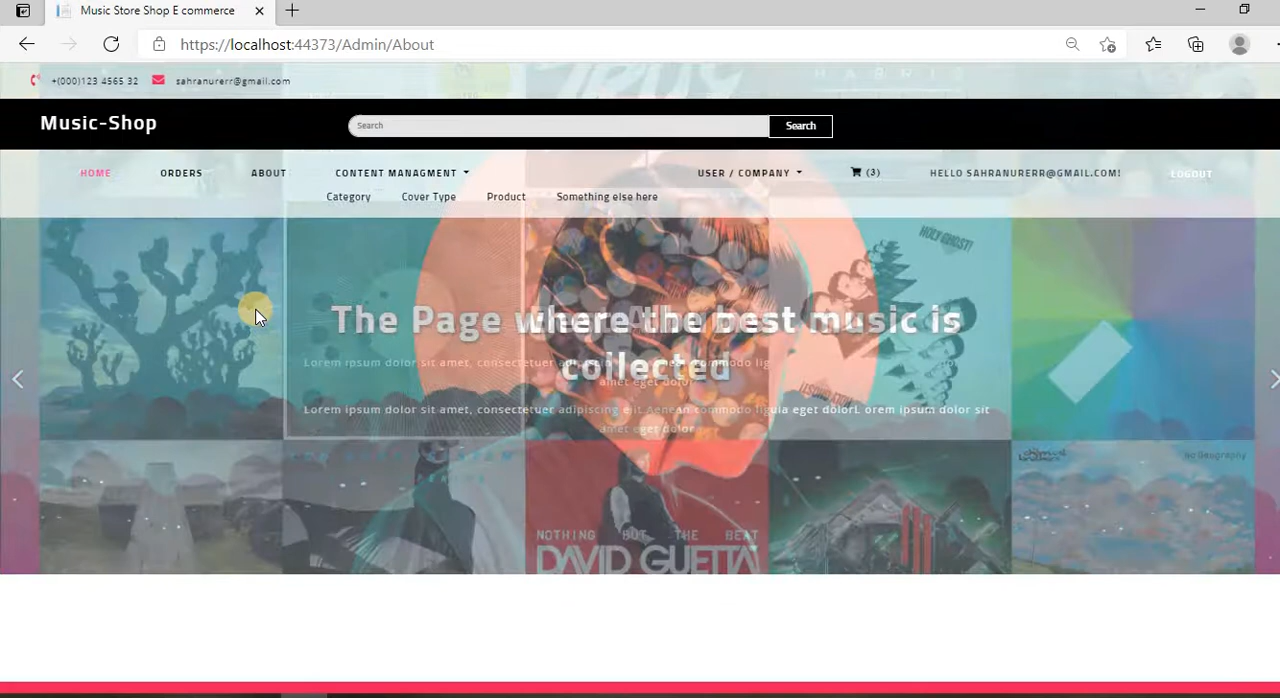 Music Store Shop E commerce
https://localhost:44373/Admin/About
+(000)123 4565 32 sahranurerr@gmail.com
Music-Shop
Search Search
HOME ORDERS ABOUT CONTENT MANAGMENT USER / COMPANY (3) HELLO SAHRANURERR@GMAIL.COM! LOGOUT
Category Cover Type Product Something else here
HOLY GHOST!
The Page where the best music is
collected
Lorem ipsum dolor sit amet, consectetuer adipiscing elit.Aenean commodo ligula eget dolorL orem ipsum dolor sit
amet eget dolor
No Geography
NOTHING BUT THE BEAT
DAVID GUETTA